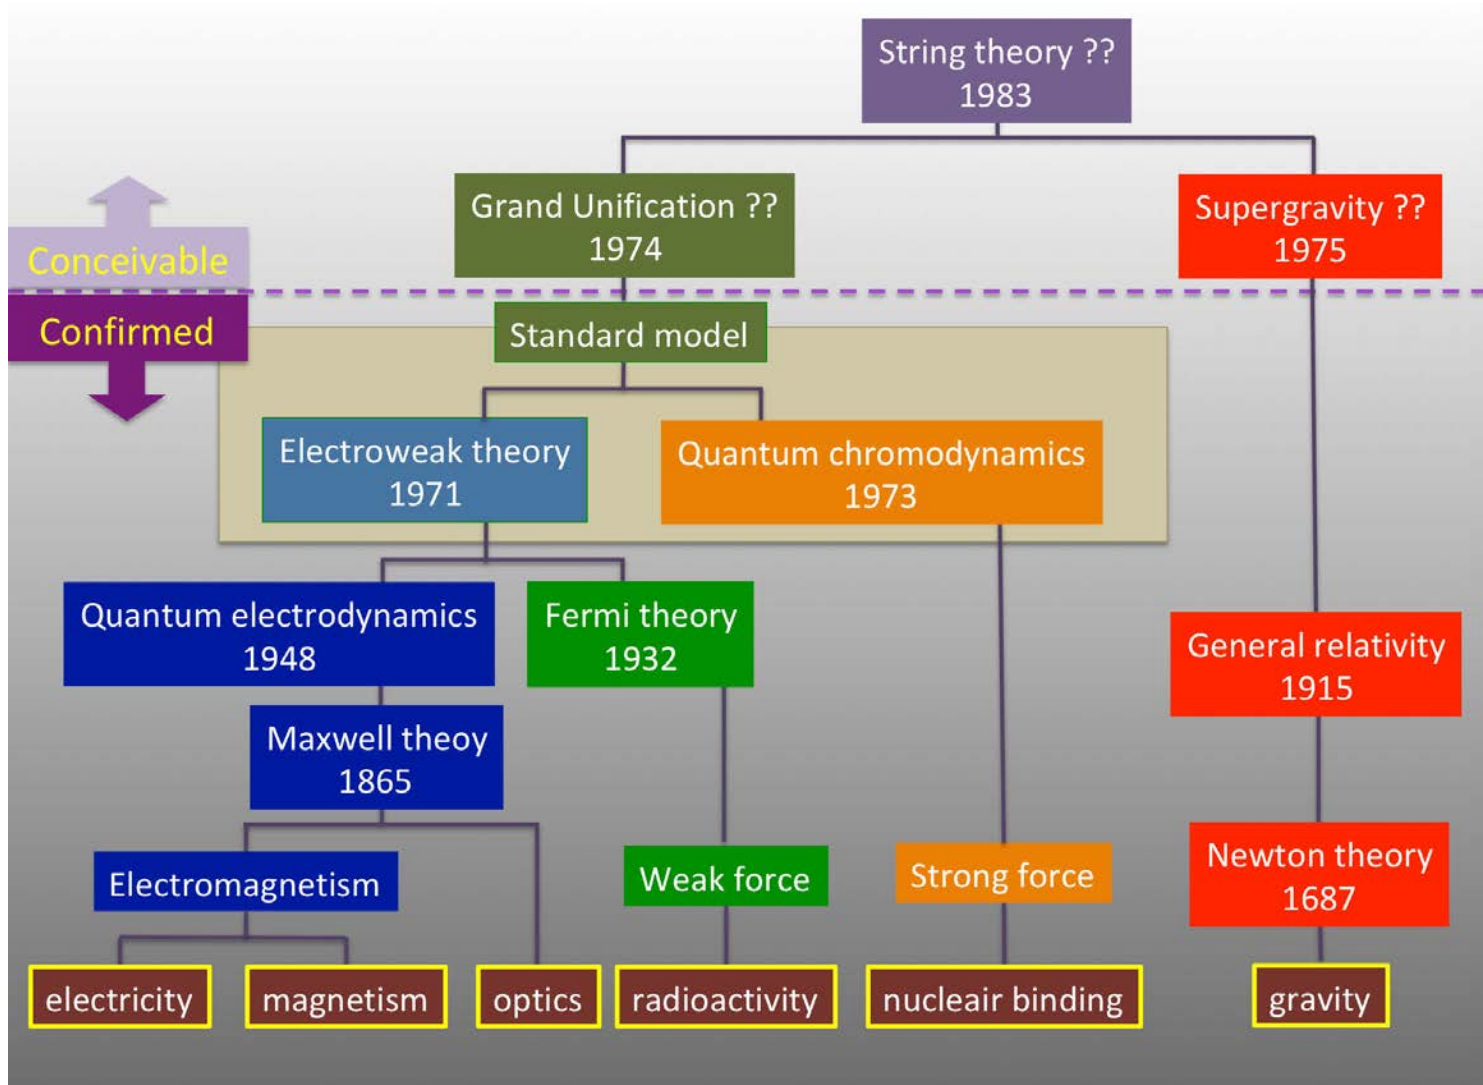 String theory ??
1983
Grand Unification ??
1974
Supergravity ??
1975
Conceivable
Confirmed
Standard model
Electroweak theory
1971
Quantum chromodynamics
1973
Quantum electrodynamics
1948
Fermi theory
1932
General relativity
1915
Maxwell theoy
1865
Electromagnetism
Weak force
Strong force
Newton theory
1687
electricity
magnetism
optics
radioactivity
nucleair binding
gravity